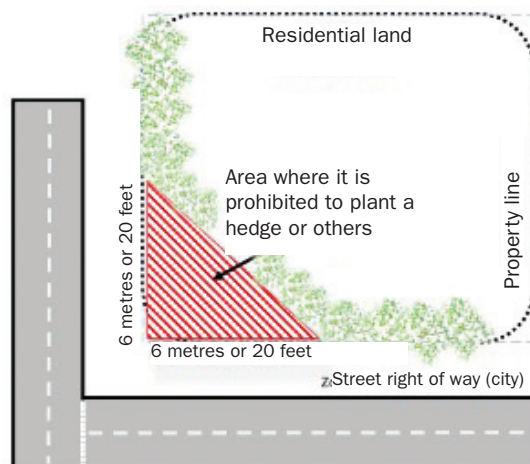 Residential land
Area where it is
prohibited to plant a
hedge or others
Property line
6 metres or 20 feet
6 metres or 20 feet
Street right of way (city)